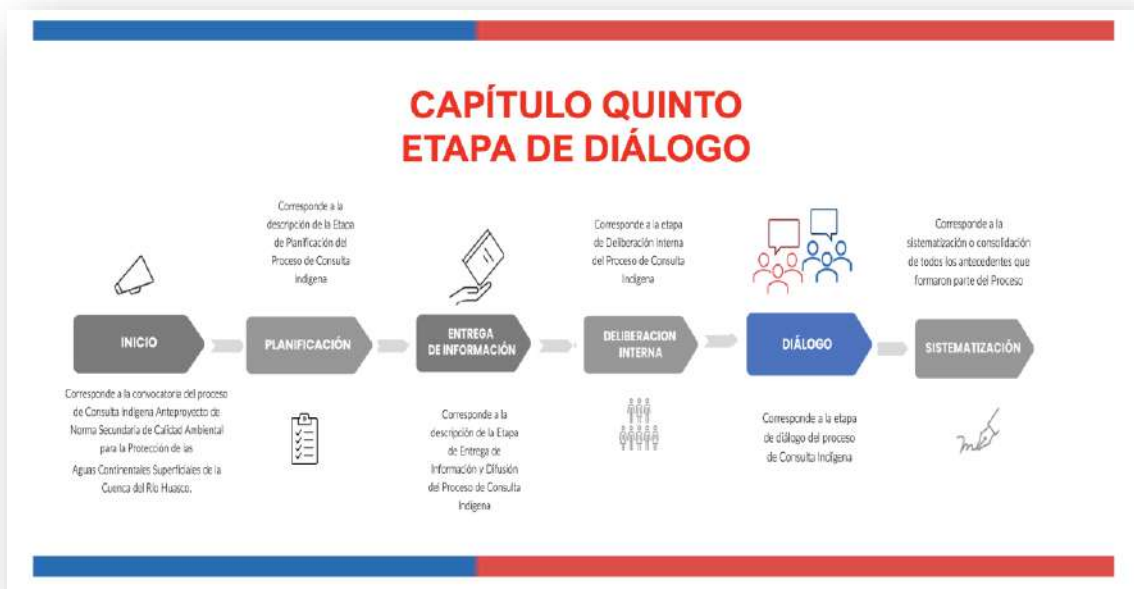 CAPÍTULO QUINTO
ETAPA DE DIÁLOGO
Corresponde a la
descripción de la Etapa
de Planificación del
Proceso de Consulta
Indígena
Corresponde a la etapa
de Deliberación Interna
del Proceso de Consulta
Indígena
Corresponde a la
sistematización o consolidación
de todos los antecedentes que
formaron parte del Proceso
INICIO
PLANIFICACIÓN
ENTREGA
DE INFORMACIÓN
DELIBERACION
INTERNA
DIÁLOGO
SISTEMATIZACIÓN
Corresponde a la convocatoria del proceso
de Consulta Indígena Anteproyecto de
Norma Secundaria de Calidad Ambiental
para la Protección de las
Aguas Continentales Superficiales de la
Cuenca del Río Huasco.
Corresponde a la
descripción de la Etapa
de Entrega de
Información y Difusión
del Proceso de Consulta
Indígena
Corresponde a la etapa
de diálogo del proceso
de Consulta Indígena